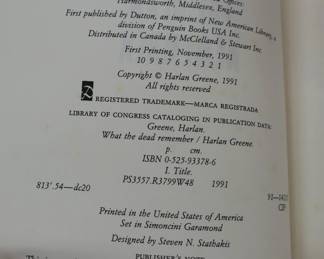 Offices:
Harmondsworth, Middlesex, England
First published by Dutton, an imprint of New American Library, a
division of Penguin Books USA Inc.
Distributed in Canada by McClelland & Stewart Inc.
First Printing, November, 1991
10 9 8 7 6 5 4 3 2 1
Copyright © Harlan Greene, 1991
All rights reserved
REGISTERED TRADEMARK—MARCA REGISTRADA
LIBRARY OF CONGRESS CATALOGING IN PUBLICATION DATA:
Greene, Harlan.
What the dead remember / Harlan Greene.
p. cm.
ISBN 0-525-93378-6
I. Title.
PS3557.R3799W48 1991
813'.54—dc20
CIP
Printed in the United States of America
Set in Simoncini Garamond
Designed by Steven N. Stathakis
PUBLISHER'S NOTE